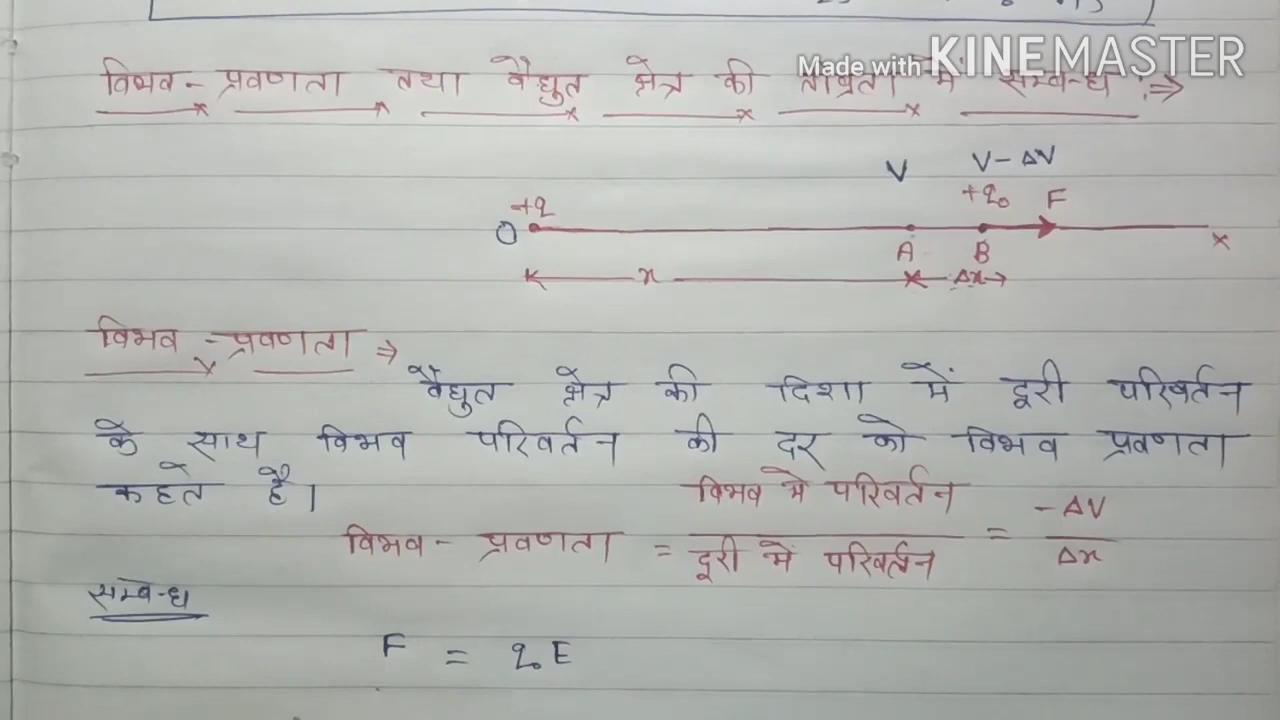 Made with KINEMASTER
विभव - प्रवणता तथा वैद्युत क्षेत्र की तीव्रता में सम्बन्ध :⇒
V V - ΔV
+q +q₀ F
O A B x
x Δx
विभव - प्रवणता ⇒
वैद्युत क्षेत्र की दिशा में दूरी परिवर्तन
के साथ विभव परिवर्तन की दर को विभव प्रवणता
कहते है।
विभव - प्रवणता = विभव मे परिवर्तन / दूरी में परिवर्तन = -ΔV / Δx
सम्बन्ध
F = q₀E